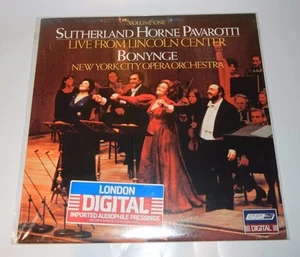 VOLUME ONE
SUTHERLAND HORNE PAVAROTTI
LIVE FROM LINCOLN CENTER
BONYNGE
NEW YORK CITY OPERA ORCHESTRA
LONDON
DIGITAL
IMPORTED AUDIOPHILE PRESSINGS
LONDON
DIGITAL